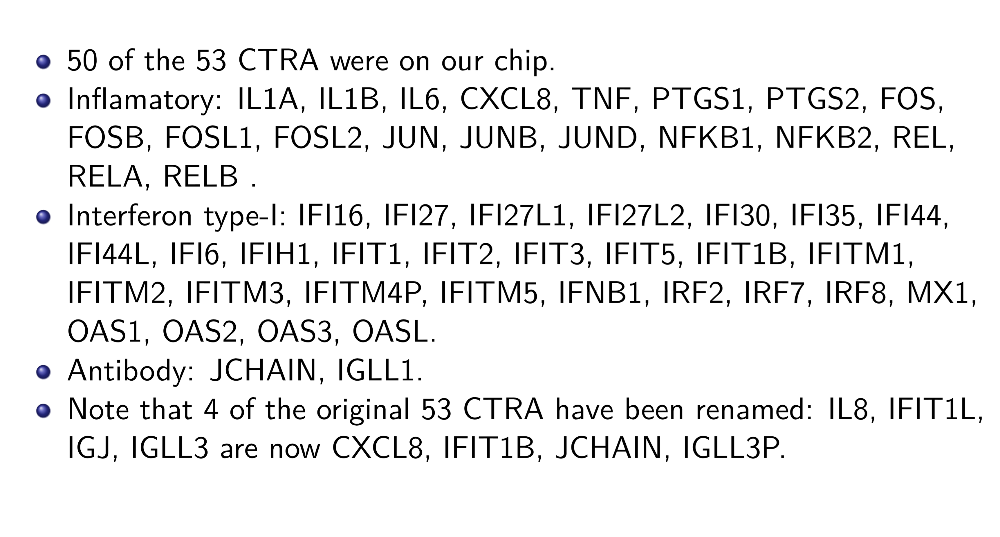 50 of the 53 CTRA were on our chip.
Inflamatory: IL1A, IL1B, IL6, CXCL8, TNF, PTGS1, PTGS2, FOS,
FOSB, FOSL1, FOSL2, JUN, JUNB, JUND, NFKB1, NFKB2, REL,
RELA, RELB .
Interferon type-I: IFI16, IFI27, IFI27L1, IFI27L2, IFI30, IFI35, IFI44,
IFI44L, IFI6, IFIH1, IFIT1, IFIT2, IFIT3, IFIT5, IFIT1B, IFITM1,
IFITM2, IFITM3, IFITM4P, IFITM5, IFNB1, IRF2, IRF7, IRF8, MX1,
OAS1, OAS2, OAS3, OASL.
Antibody: JCHAIN, IGLL1.
Note that 4 of the original 53 CTRA have been renamed: IL8, IFIT1L,
IGJ, IGLL3 are now CXCL8, IFIT1B, JCHAIN, IGLL3P.